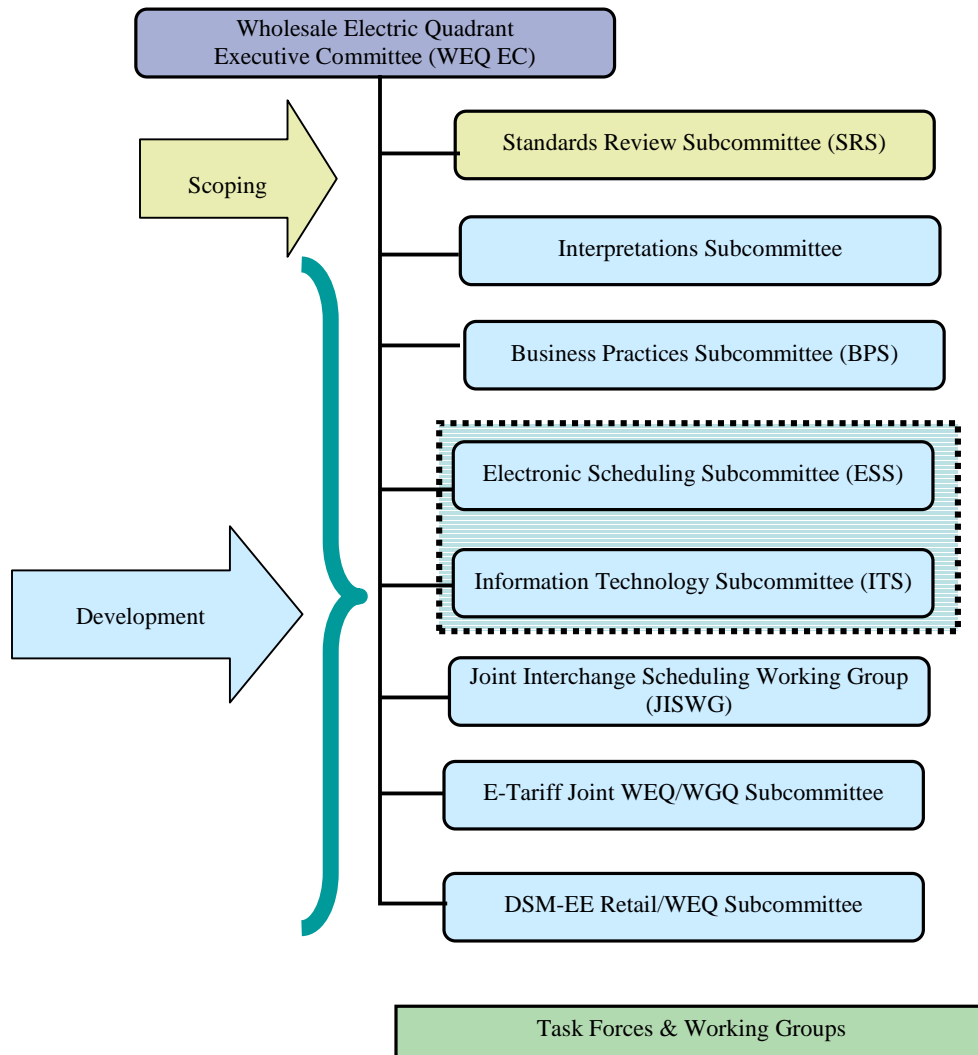 Wholesale Electric Quadrant
Executive Committee (WEQ EC)
Standards Review Subcommittee (SRS)
Scoping
Interpretations Subcommittee
Business Practices Subcommittee (BPS)
Electronic Scheduling Subcommittee (ESS)
Information Technology Subcommittee (ITS)
Development
Joint Interchange Scheduling Working Group
(JISWG)
E-Tariff Joint WEQ/WGQ Subcommittee
DSM-EE Retail/WEQ Subcommittee
Task Forces & Working Groups